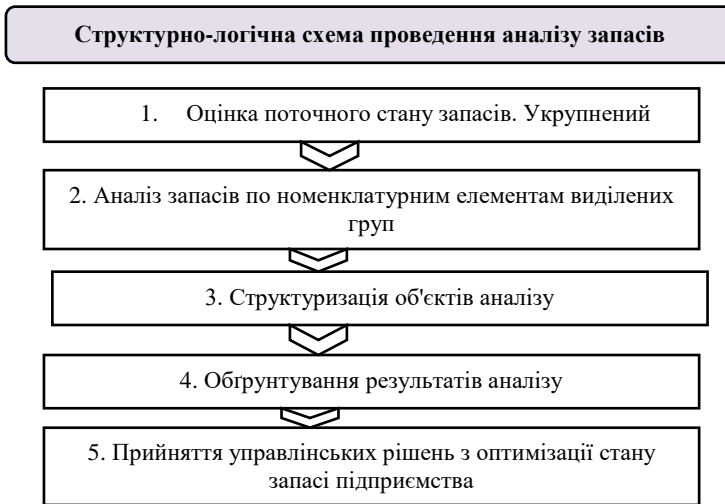 Структурно-логічна схема проведення аналізу запасів
1. Оцінка поточного стану запасів. Укрупнений
2. Аналіз запасів по номенклатурним елементам виділених
груп
3. Структуризація об'єктів аналізу
4. Обґрунтування результатів аналізу
5. Прийняття управлінських рішень з оптимізації стану
запасі підприємства